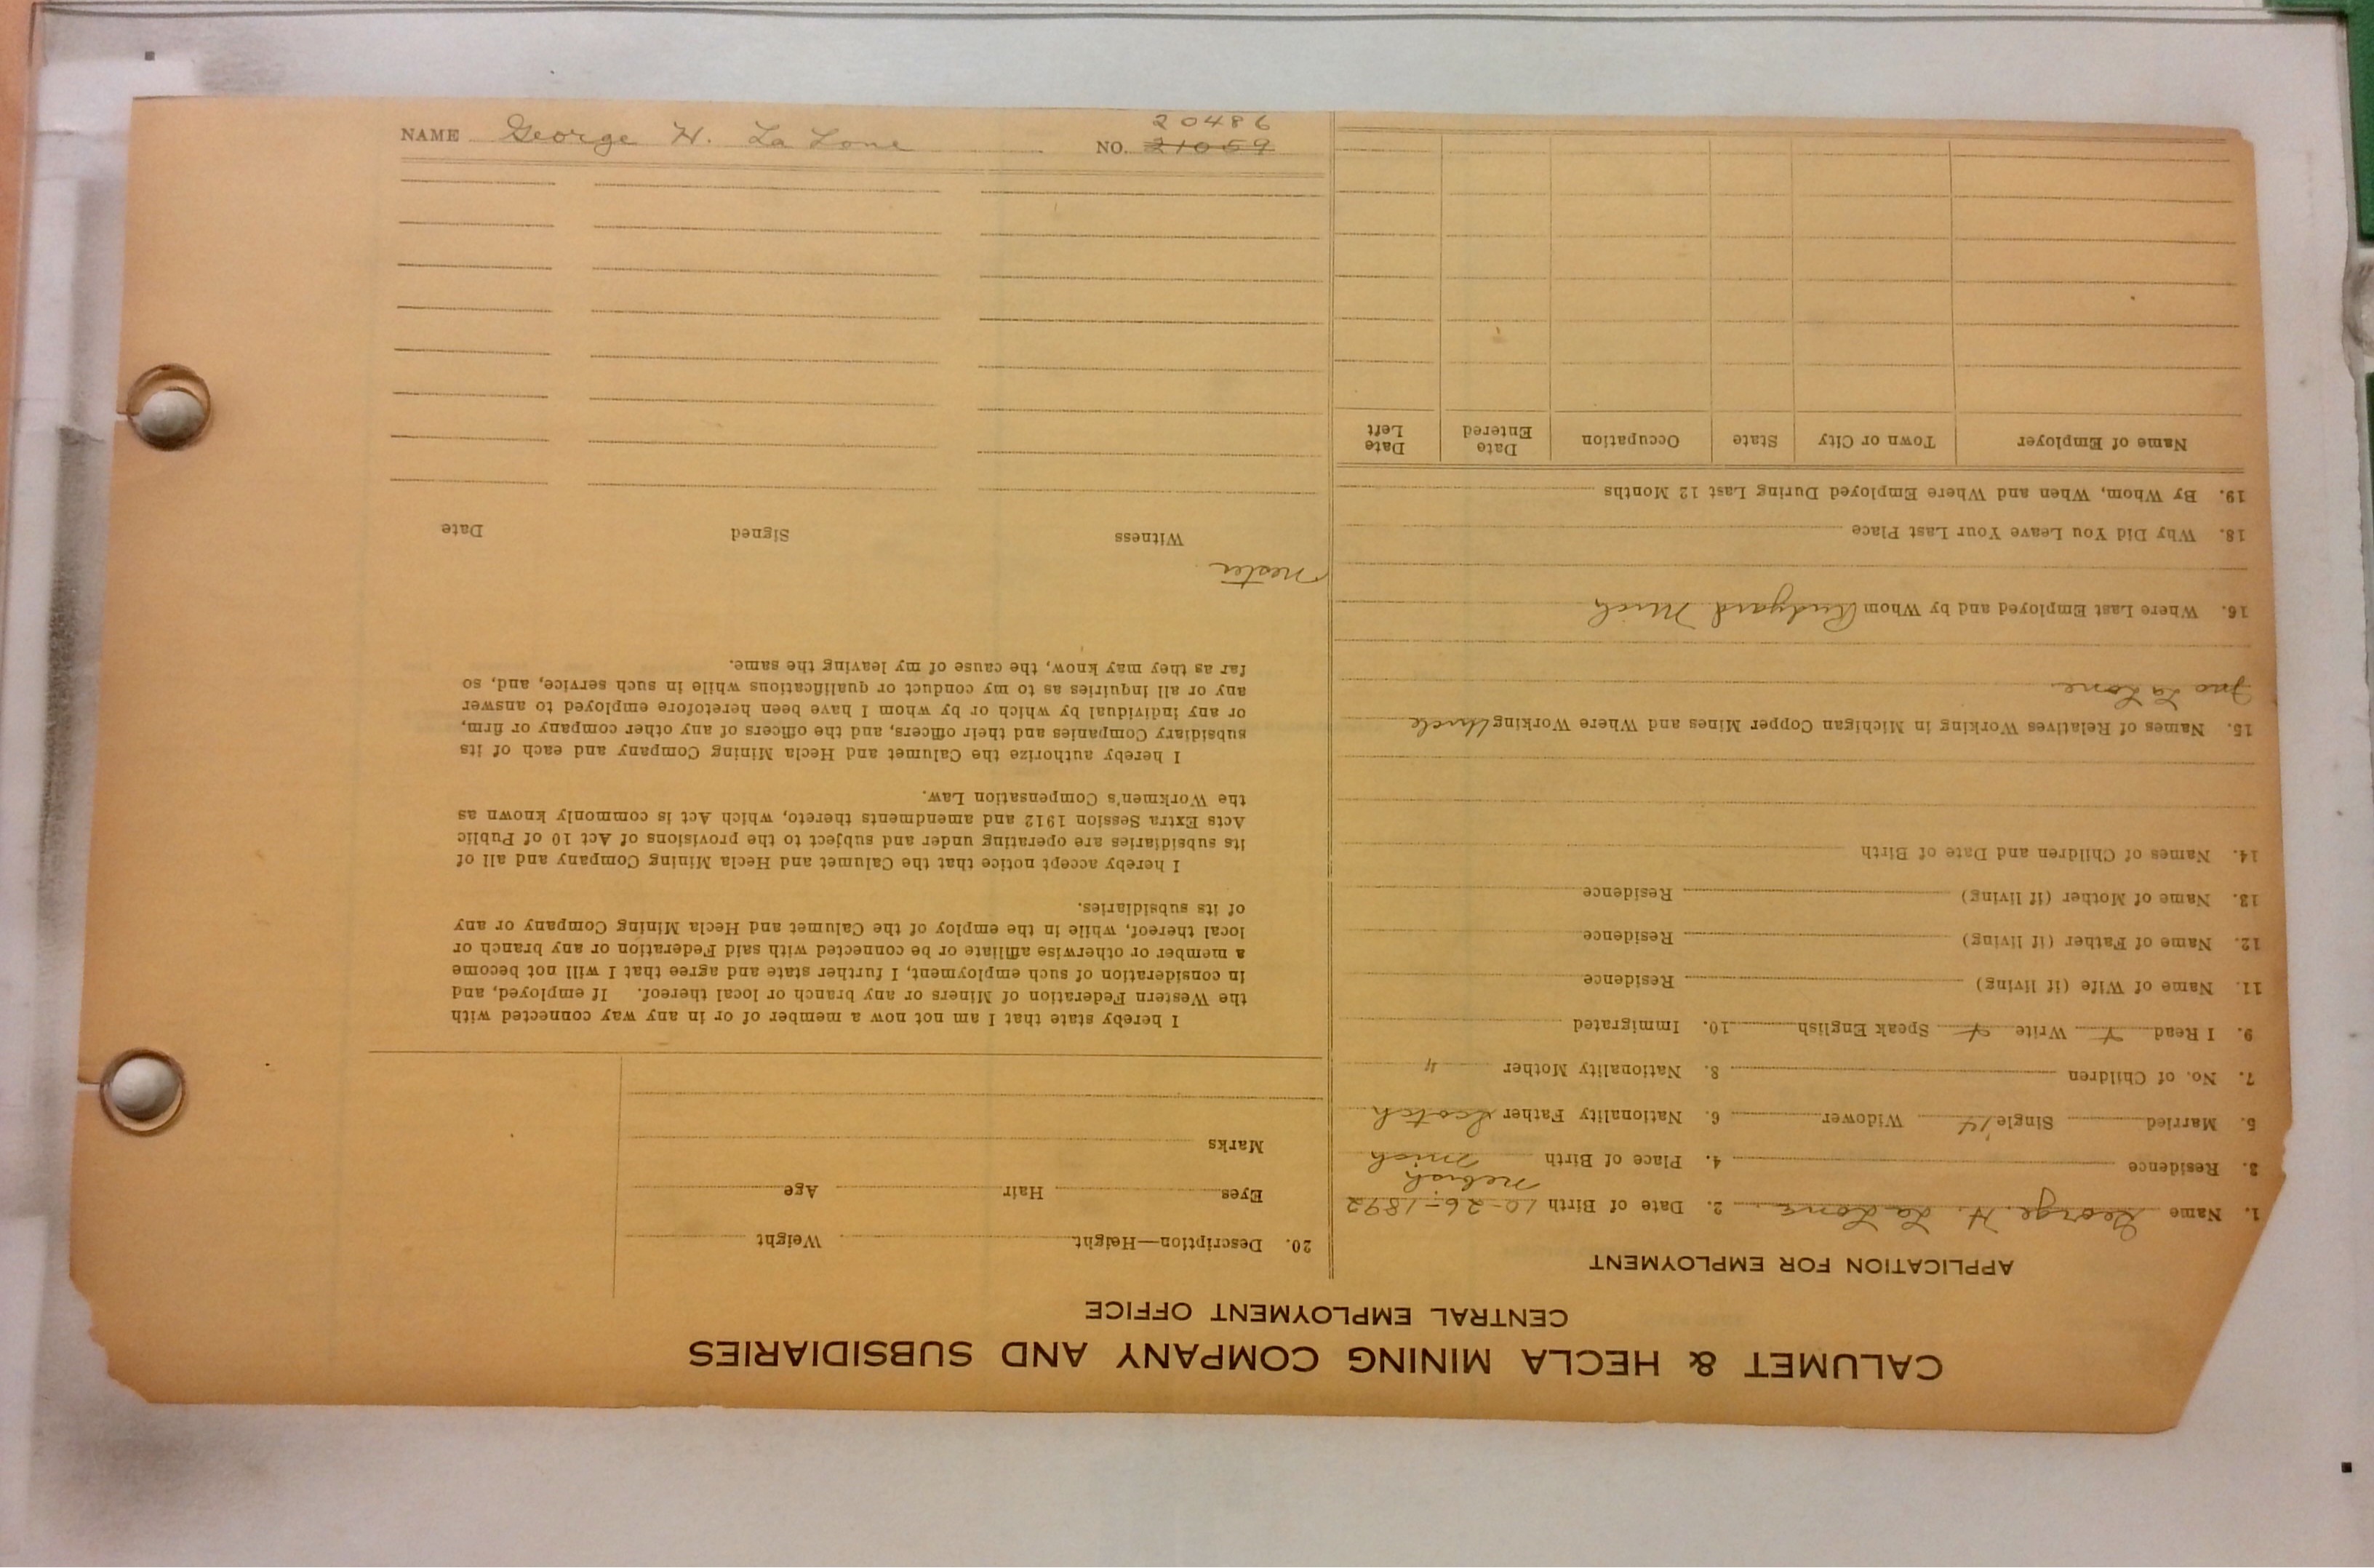 CALUMET & HECLA MINING COMPANY AND SUBSIDIARIES
CENTRAL EMPLOYMENT OFFICE
APPLICATION FOR EMPLOYMENT
1. Name George H. La Lone 2. Date of Birth 10-26-1892
Nebish
3. Residence 4. Place of Birth Mich
5. Married Single Widower 6. Nationality Father Scotch
7. No. of Children 8. Nationality Mother "
9. I Read Write Speak English 10. Immigrated
11. Name of Wife (if living) Residence
12. Name of Father (if living) Residence
13. Name of Mother (if living) Residence
14. Names of Children and Date of Birth
15. Names of Relatives Working in Michigan Copper Mines and Where Working Uncle
Jno La Lone
16. Where Last Employed and by Whom Rudyard Mich
18. Why Did You Leave Your Last Place
19. By Whom, When and Where Employed During Last 12 Months
Name of Employer Town or City State Occupation Date Entered Date Left
20. Description—Height Weight
Eyes Hair Age
Marks
I hereby state that I am not now a member of or in any way connected with
the Western Federation of Miners or any branch or local thereof. If employed, and
in consideration of such employment, I further state and agree that I will not become
a member or otherwise affiliate or be connected with said Federation or any branch or
local thereof, while in the employ of the Calumet and Hecla Mining Company or any
of its subsidiaries.
I hereby accept notice that the Calumet and Hecla Mining Company and all of
its subsidiaries are operating under and subject to the provisions of Act 10 of Public
Acts Extra Session 1912 and amendments thereto, which Act is commonly known as
the Workmen's Compensation Law.
I hereby authorize the Calumet and Hecla Mining Company and each of its
subsidiary Companies and their officers, and the officers of any other company or firm,
or any individual by which or by whom I have been heretofore employed to answer
any or all inquiries as to my conduct or qualifications while in such service, and, so
far as they may know, the cause of my leaving the same.
Nester
Witness Signed Date
NAME George H. La Lone NO. 21059
20486